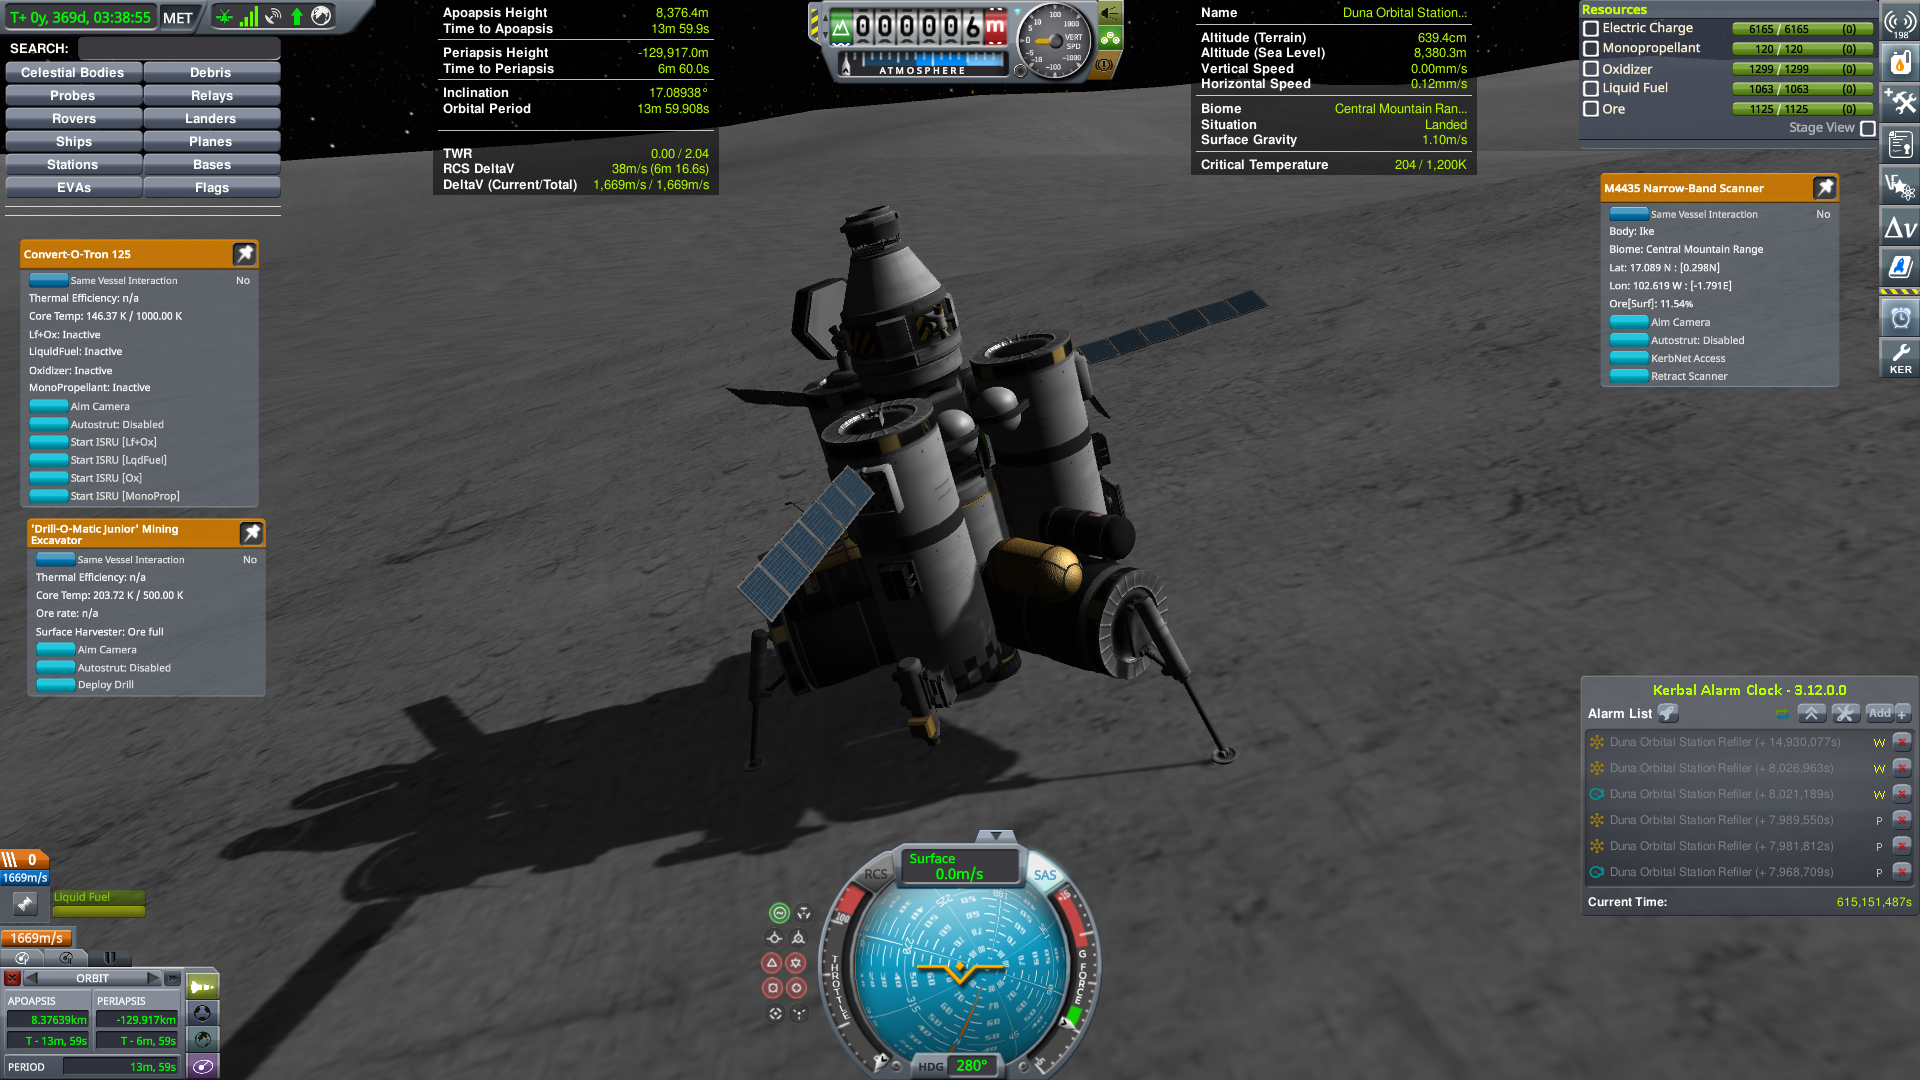 T+ 0y, 369d, 03:38:55 MET
SEARCH:
Celestial Bodies Debris
Probes Relays
Rovers Landers
Ships Planes
Stations Bases
EVAs Flags
Convert-O-Tron 125
Same Vessel Interaction No
Thermal Efficiency: n/a
Core Temp: 146.37 K / 1000.00 K
Lf+Ox: Inactive
LiquidFuel: Inactive
Oxidizer: Inactive
MonoPropellant: Inactive
Aim Camera
Autostrut: Disabled
Start ISRU [Lf+Ox]
Start ISRU [LqdFuel]
Start ISRU [Ox]
Start ISRU [MonoProp]
'Drill-O-Matic Junior' Mining
Excavator
Same Vessel Interaction No
Thermal Efficiency: n/a
Core Temp: 203.72 K / 500.00 K
Ore rate: n/a
Surface Harvester: Ore full
Aim Camera
Autostrut: Disabled
Deploy Drill
Apoapsis Height 8,376.4m
Time to Apoapsis 13m 59.9s
Periapsis Height -129,917.0m
Time to Periapsis 6m 60.0s
Inclination 17.08938°
Orbital Period 13m 59.908s
TWR 0.00 / 2.04
RCS DeltaV 38m/s (6m 16.6s)
DeltaV (Current/Total) 1,669m/s / 1,669m/s
000006 m
ATMOSPHERE
VERT
SPD
Name Duna Orbital Station...
Altitude (Terrain) 639.4cm
Altitude (Sea Level) 8,380.3m
Vertical Speed 0.00mm/s
Horizontal Speed 0.12mm/s
Biome Central Mountain Ran...
Situation Landed
Surface Gravity 1.10m/s
Critical Temperature 204 / 1,200K
Resources
Electric Charge 6165 / 6165 (0)
Monopropellant 120 / 120 (0)
Oxidizer 1299 / 1299 (0)
Liquid Fuel 1063 / 1063 (0)
Ore 1125 / 1125 (0)
Stage View
198
Δv
KER
M4435 Narrow-Band Scanner
Same Vessel Interaction No
Body: Ike
Biome: Central Mountain Range
Lat: 17.089 N : [0.298N]
Lon: 102.619 W : [-1.791E]
Ore[Surf]: 11.54%
Aim Camera
Autostrut: Disabled
KerbNet Access
Retract Scanner
Kerbal Alarm Clock - 3.12.0.0
Alarm List Add +
Duna Orbital Station Refiler (+ 14,930,077s) W
Duna Orbital Station Refiler (+ 8,026,963s) W
Duna Orbital Station Refiler (+ 8,021,189s) W
Duna Orbital Station Refiler (+ 7,989,550s) P
Duna Orbital Station Refiler (+ 7,981,812s) P
Duna Orbital Station Refiler (+ 7,968,709s) P
Current Time: 615,151,487s
0
1669m/s
Liquid Fuel
1669m/s
ORBIT
APOAPSIS PERIAPSIS
8.37639km -129.917km
T - 13m, 59s T - 6m, 59s
PERIOD 13m, 59s
Surface
0.0m/s
RCS SAS
THROTTLE
G FORCE
HDG 280°